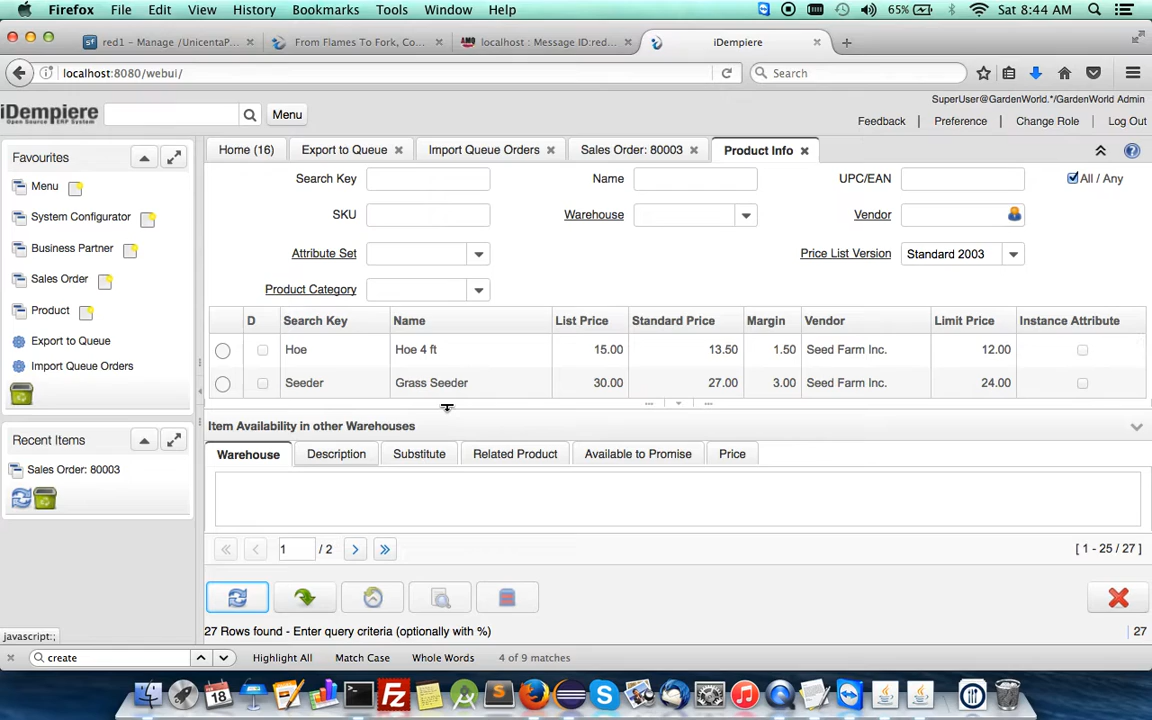 Firefox File Edit View History Bookmarks Tools Window Help 65% Sat 8:44 AM
red1 - Manage /UnicentaP... From Flames To Fork, Co... localhost : Message ID:red... iDempiere
localhost:8080/webui/ Search
iDempiere Menu SuperUser@GardenWorld.*/GardenWorld Admin
Open Source ERP System Feedback Preference Change Role Log Out
Favourites
Menu
System Configurator
Business Partner
Sales Order
Product
Export to Queue
Import Queue Orders
Recent Items
Sales Order: 80003
Home (16) Export to Queue Import Queue Orders Sales Order: 80003 Product Info
Search Key Name UPC/EAN All / Any
SKU Warehouse Vendor
Attribute Set Price List Version Standard 2003
Product Category
D Search Key Name List Price Standard Price Margin Vendor Limit Price Instance Attribute
Hoe Hoe 4 ft 15.00 13.50 1.50 Seed Farm Inc. 12.00
Seeder Grass Seeder 30.00 27.00 3.00 Seed Farm Inc. 24.00
Item Availability in other Warehouses
Warehouse Description Substitute Related Product Available to Promise Price
1 / 2 [ 1 - 25 / 27 ]
27 Rows found - Enter query criteria (optionally with %) 27
javascript:;
create Highlight All Match Case Whole Words 4 of 9 matches